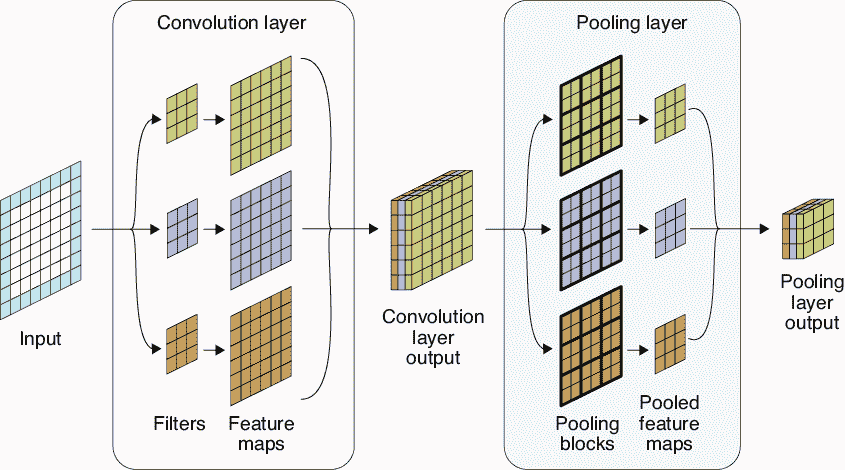 Convolution layer
Pooling layer
Input
Filters
Feature
maps
Convolution
layer
output
Pooling
blocks
Pooled
feature
maps
Pooling
layer
output